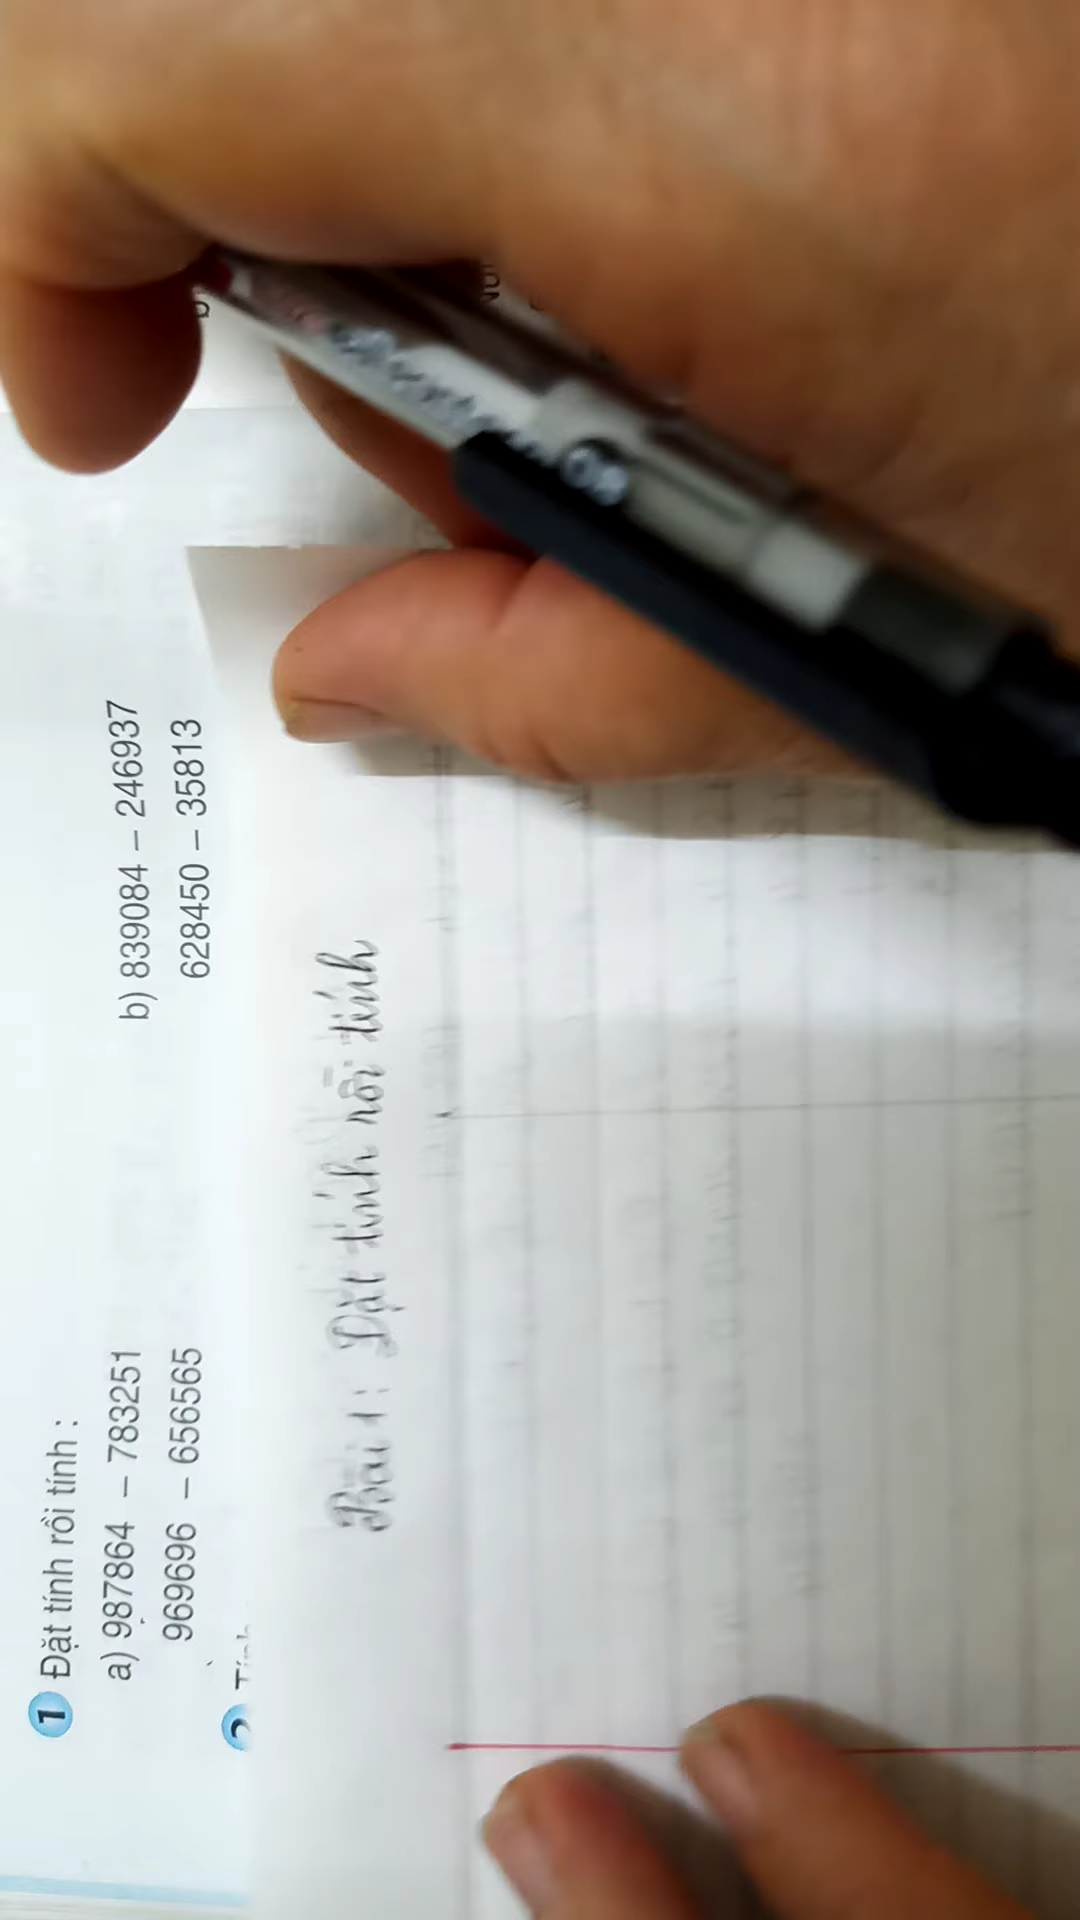 1 Đặt tính rồi tính :
a) 987864 – 783251
b) 839084 – 246937
969696 – 656565
628450 – 35813
2
Bài 1 : Đặt tính rồi tính